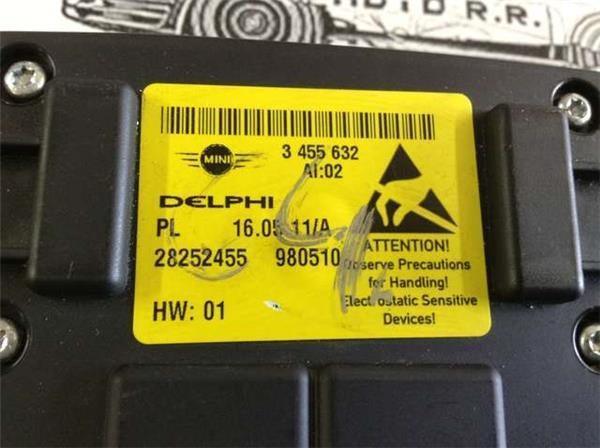 R.R.
MINI
3 455 632
AI:02
DELPHI
PL 16.05 11/A
28252455 980510
HW: 01
ATTENTION!
Observe Precautions
for Handling!
Electrostatic Sensitive
Devices!